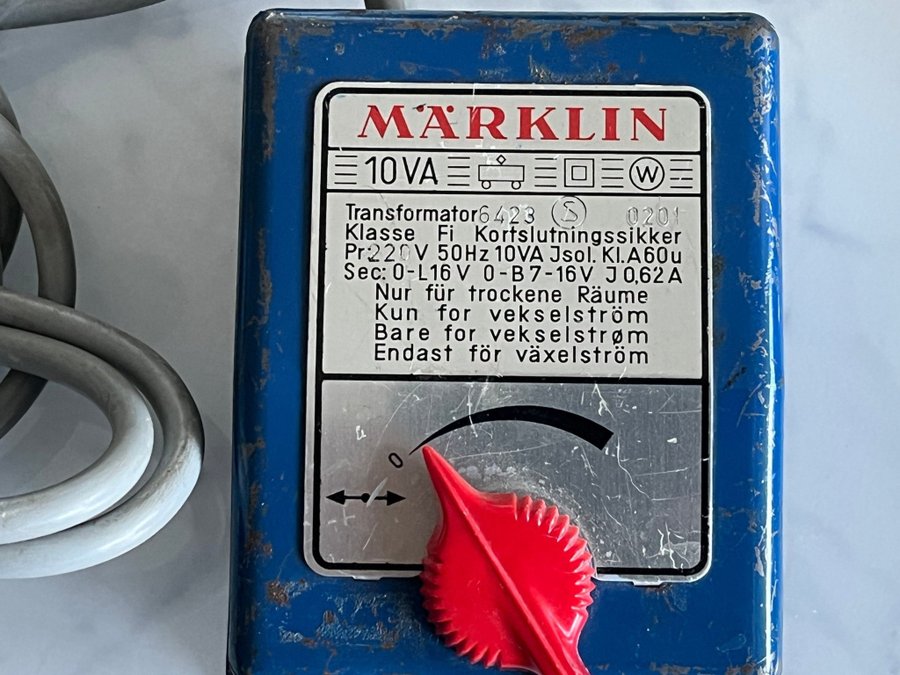 MÄRKLIN
10VA W
Transformator 6423 S 0201
Klasse Fi Kortslutningssikker
Pr: 220V 50Hz 10VA Jsol. Kl. A60u
Sec: 0-L16V 0-B7-16V J0,62A
Nur für trockene Räume
Kun for vekselström
Bare for vekselstrøm
Endast för växelström
0